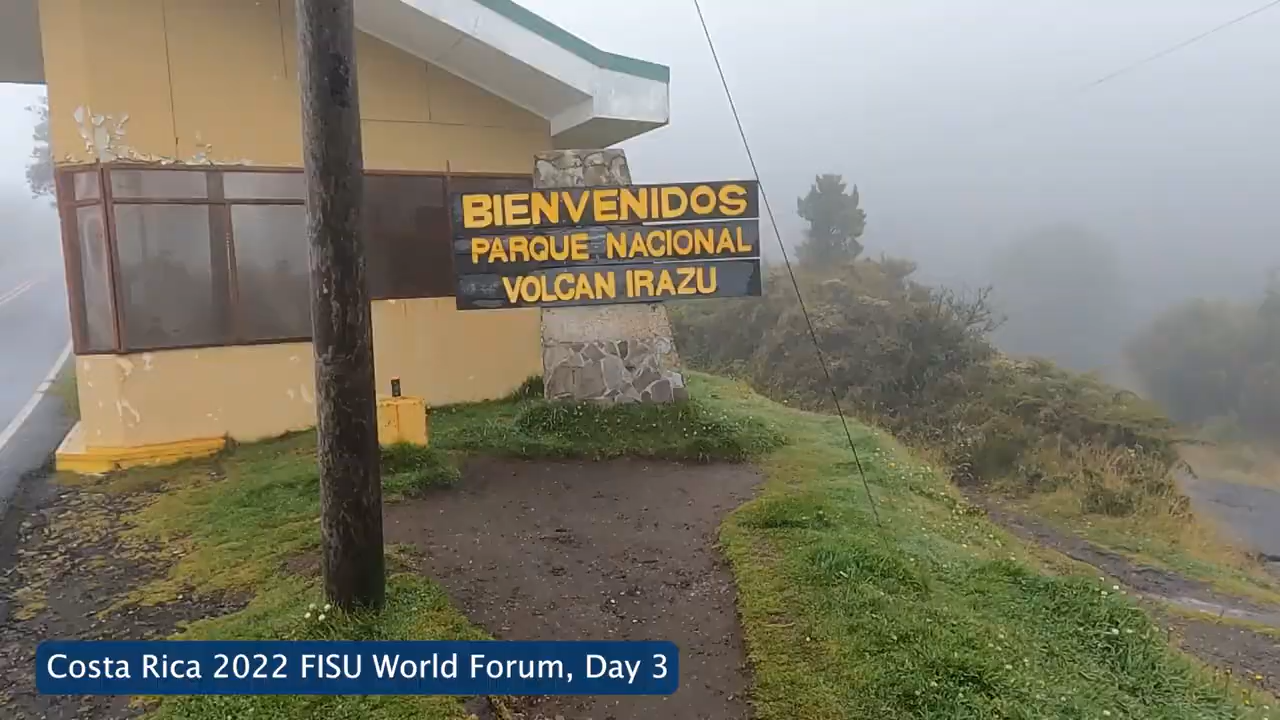 BIENVENIDOS
PARQUE NACIONAL
VOLCAN IRAZU
Costa Rica 2022 FISU World Forum, Day 3